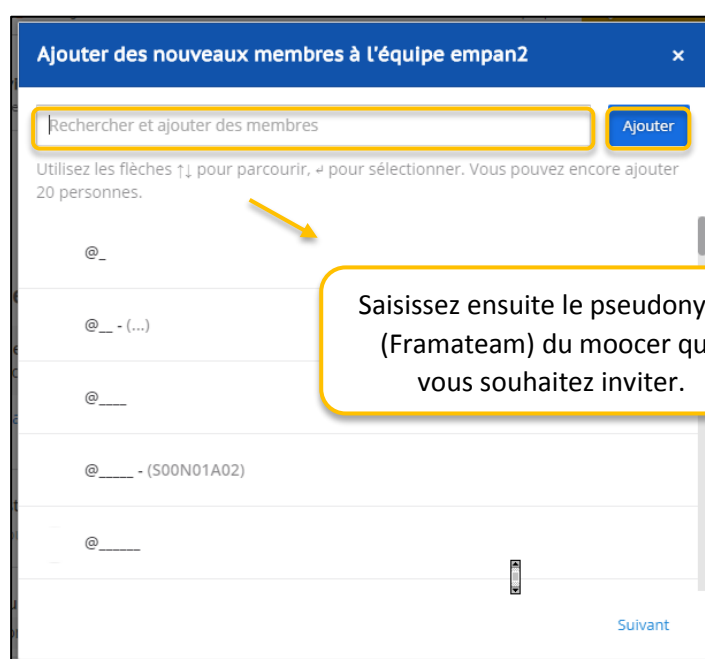 Ajouter des nouveaux membres à l'équipe empan2 ×
Rechercher et ajouter des membres
Ajouter
Utilisez les flèches ↑↓ pour parcourir, ↵ pour sélectionner. Vous pouvez encore ajouter
20 personnes.
@_
@__ - (...)
@____
@_____ - (S00N01A02)
@______
Saisissez ensuite le pseudony
(Framateam) du moocer qu
vous souhaitez inviter.
Suivant